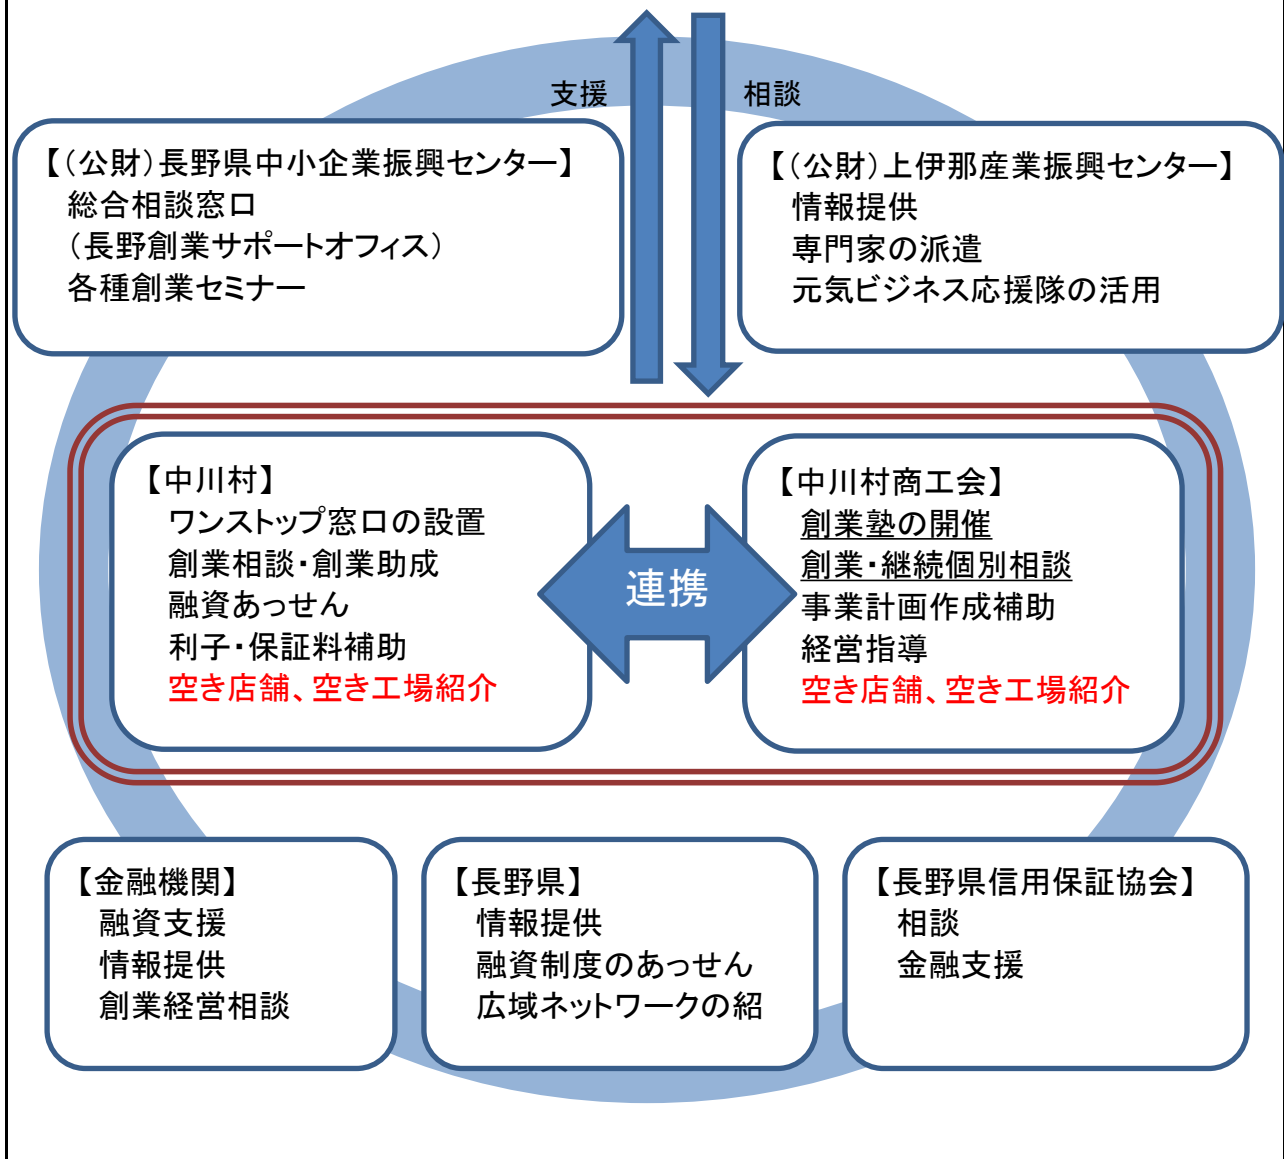 支援
相談
【(公財)長野県中小企業振興センター】
総合相談窓口
(長野創業サポートオフィス)
各種創業セミナー
【(公財)上伊那産業振興センター】
情報提供
専門家の派遣
元気ビジネス応援隊の活用
【中川村】
ワンストップ窓口の設置
創業相談・創業助成
融資あっせん
利子・保証料補助
空き店舗、空き工場紹介
連携
【中川村商工会】
創業塾の開催
創業・継続個別相談
事業計画作成補助
経営指導
空き店舗、空き工場紹介
【金融機関】
融資支援
情報提供
創業経営相談
【長野県】
情報提供
融資制度のあっせん
広域ネットワークの紹
【長野県信用保証協会】
相談
金融支援